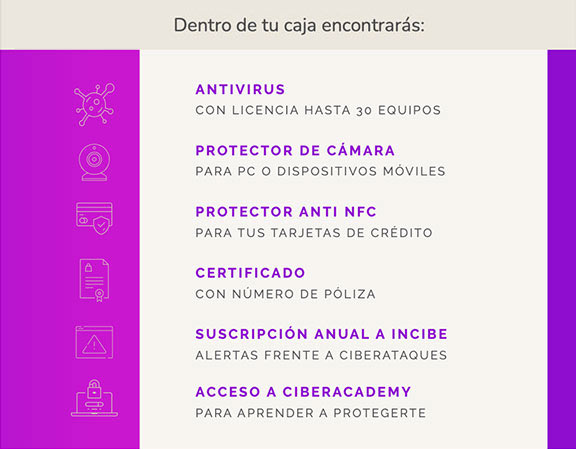 Dentro de tu caja encontrarás:
ANTIVIRUS
CON LICENCIA HASTA 30 EQUIPOS
PROTECTOR DE CÁMARA
PARA PC O DISPOSITIVOS MÓVILES
PROTECTOR ANTI NFC
PARA TUS TARJETAS DE CRÉDITO
CERTIFICADO
CON NÚMERO DE PÓLIZA
SUSCRIPCIÓN ANUAL A INCIBE
ALERTAS FRENTE A CIBERATAQUES
ACCESO A CIBERACADEMY
PARA APRENDER A PROTEGERTE